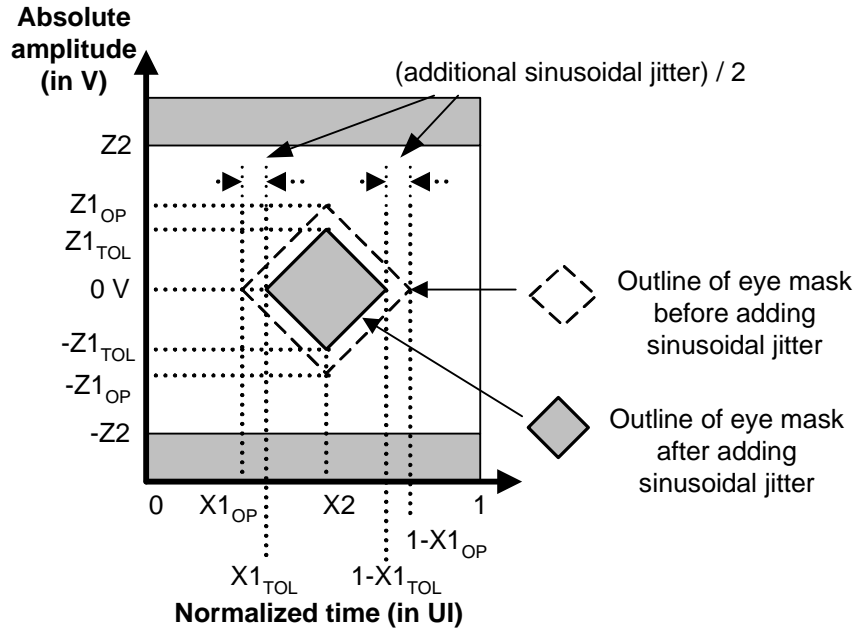 Absolute
amplitude
(in V)
(additional sinusoidal jitter) / 2
Z2
Z1OP
Z1TOL
0 V
-Z1TOL
-Z1OP
-Z2
Outline of eye mask
before adding
sinusoidal jitter
Outline of eye mask
after adding
sinusoidal jitter
0 X1OP X2 1
1-X1OP
X1TOL 1-X1TOL
Normalized time (in UI)